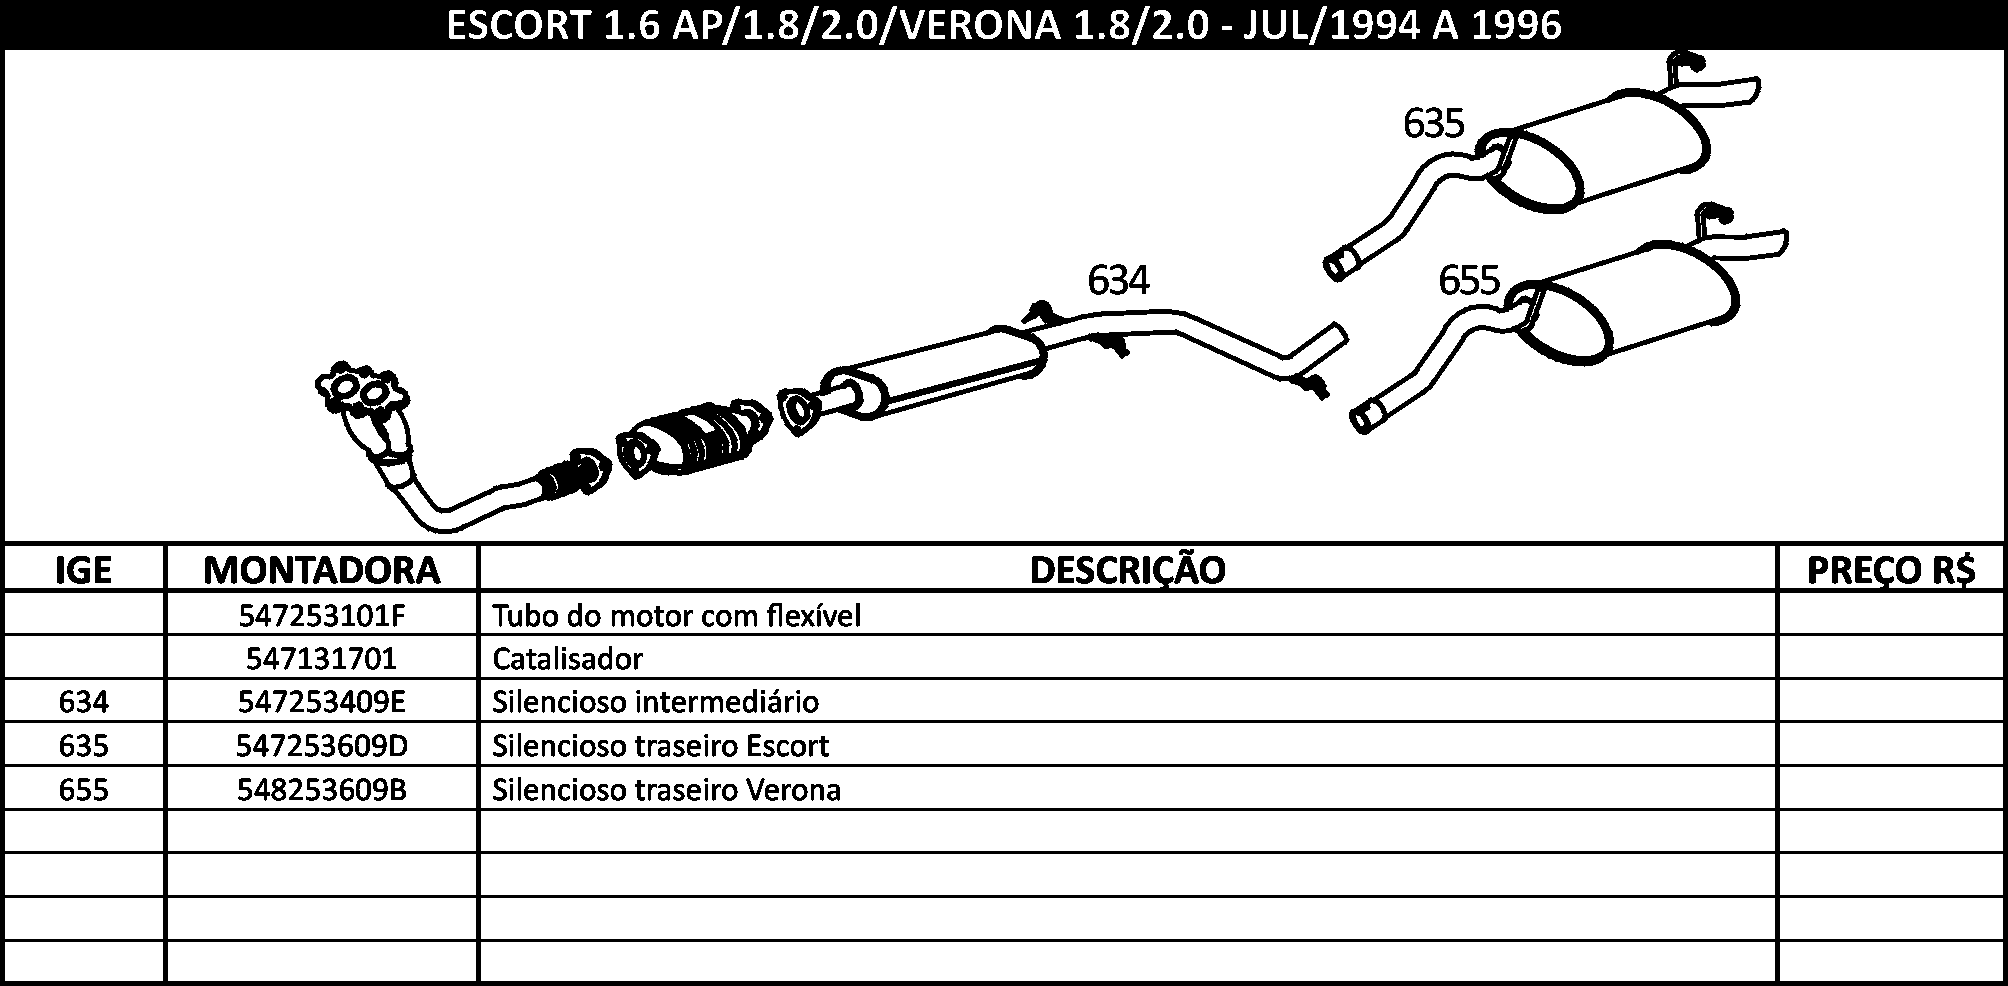 ESCORT 1.6 AP/1.8/2.0/VERONA 1.8/2.0 - JUL/1994 A 1996
635
634
655
IGE MONTADORA DESCRIÇÃO PREÇO R$
547253101F Tubo do motor com flexível
547131701 Catalisador
634 547253409E Silencioso intermediário
635 547253609D Silencioso traseiro Escort
655 548253609B Silencioso traseiro Verona